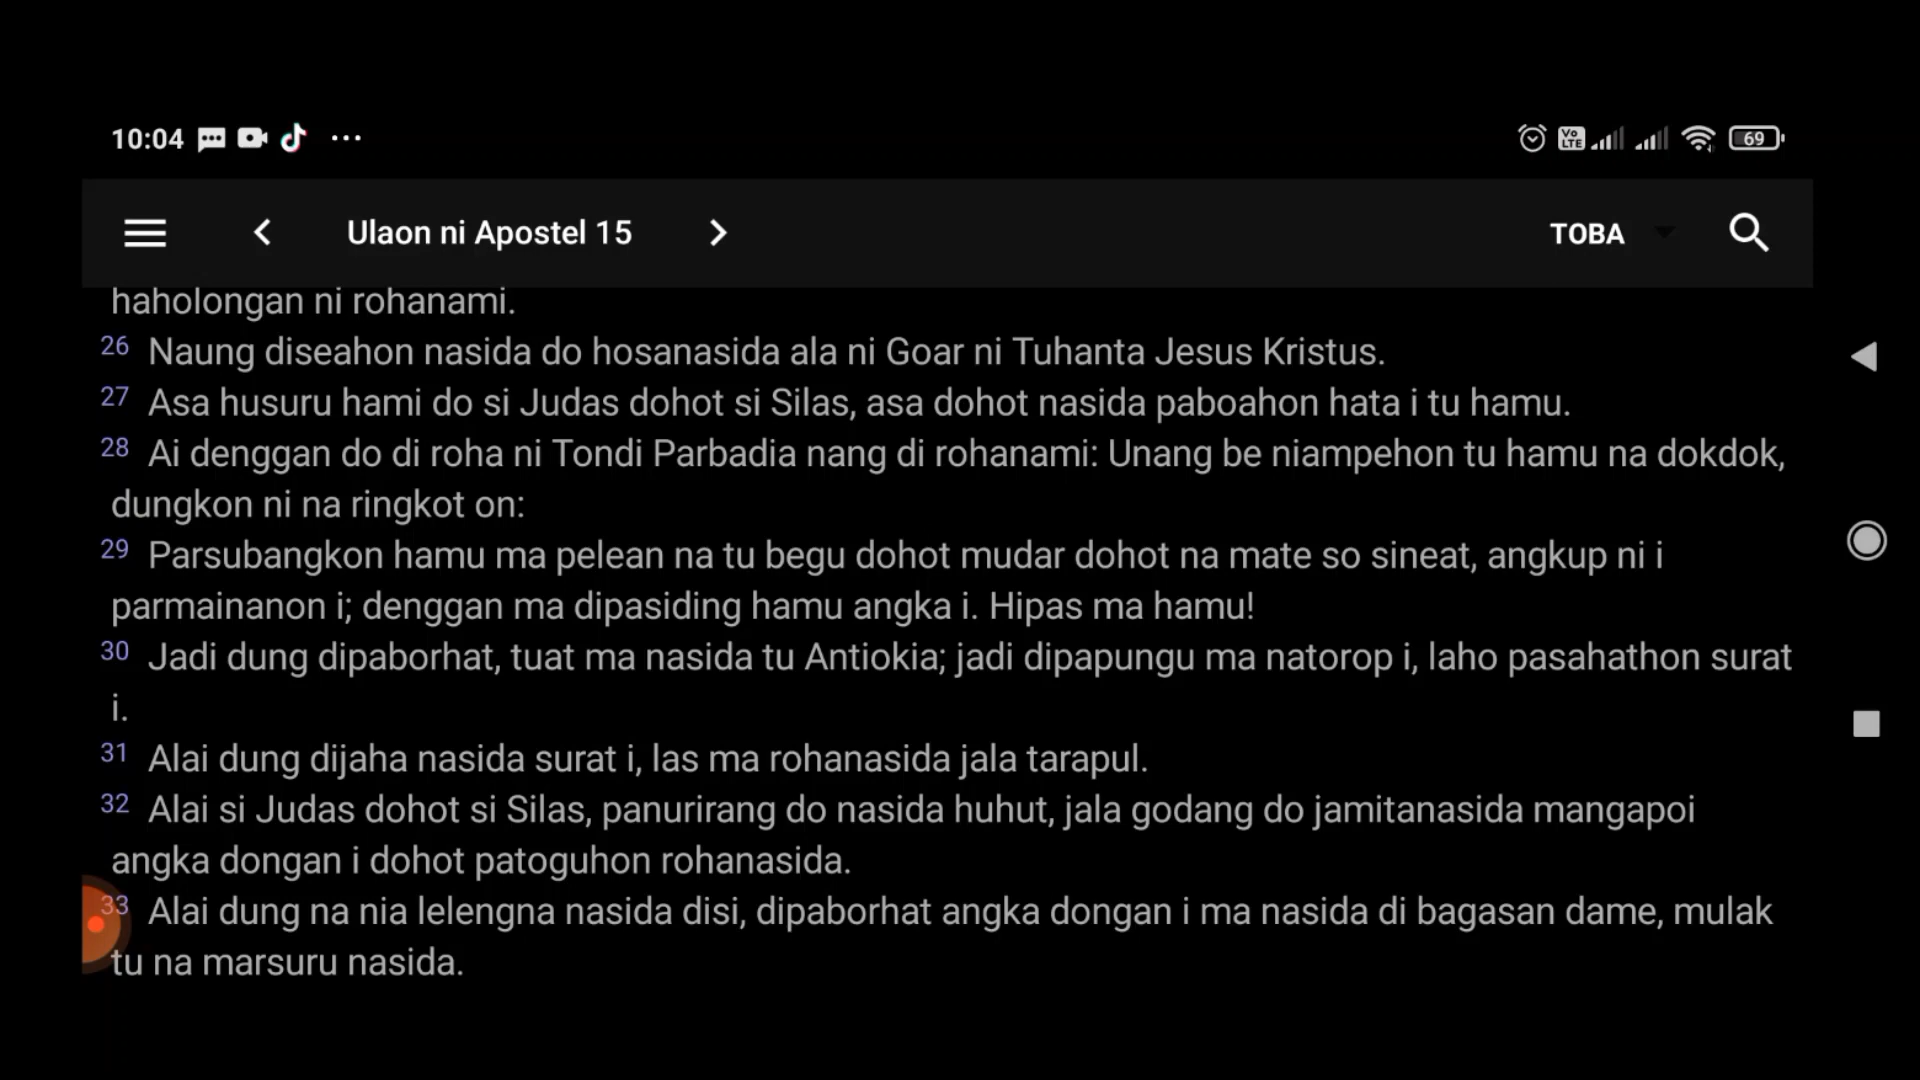 10:04
Vo LTE
69
Ulaon ni Apostel 15
TOBA
haholongan ni rohanami.
26 Naung diseahon nasida do hosanasida ala ni Goar ni Tuhanta Jesus Kristus.
27 Asa husuru hami do si Judas dohot si Silas, asa dohot nasida paboahon hata i tu hamu.
28 Ai denggan do di roha ni Tondi Parbadia nang di rohanami: Unang be niampehon tu hamu na dokdok,
dungkon ni na ringkot on:
29 Parsubangkon hamu ma pelean na tu begu dohot mudar dohot na mate so sineat, angkup ni i
parmainanon i; denggan ma dipasiding hamu angka i. Hipas ma hamu!
30 Jadi dung dipaborhat, tuat ma nasida tu Antiokia; jadi dipapungu ma natorop i, laho pasahathon surat
i.
31 Alai dung dijaha nasida surat i, las ma rohanasida jala tarapul.
32 Alai si Judas dohot si Silas, panurirang do nasida huhut, jala godang do jamitanasida mangapoi
angka dongan i dohot patoguhon rohanasida.
33 Alai dung na nia lelengna nasida disi, dipaborhat angka dongan i ma nasida di bagasan dame, mulak
tu na marsuru nasida.